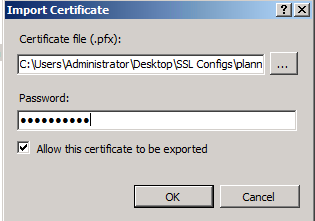 Import Certificate
Certificate file (.pfx):
C:\Users\Administrator\Desktop\SSL Configs\plann
...
Password:
●●●●●●●●●●
Allow this certificate to be exported
OK
Cancel